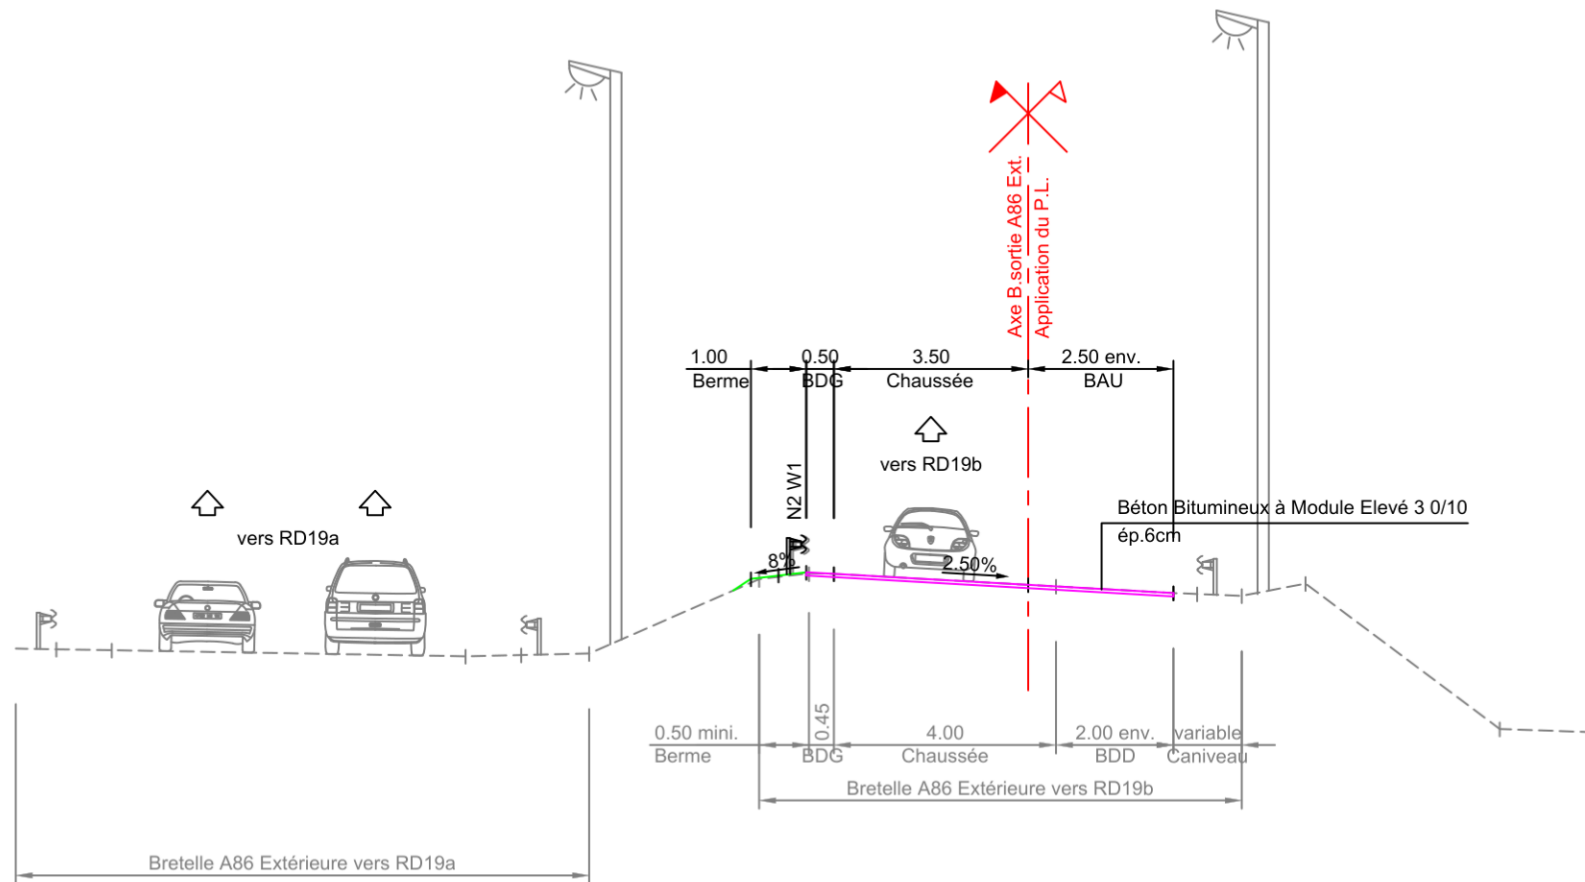 Axe B.sortie A86 Ext.
Application du P.L.
1.00
0.50
3.50
2.50 env.
Berme
BDG
Chaussée
BAU
vers RD19b
N2 W1
Béton Bitumineux à Module Elevé 3 0/10
ép.6cm
vers RD19a
8%
2.50%
0.50 mini.
0.45
4.00
2.00 env.
variable
Berme
BDG
Chaussée
BDD
Caniveau
Bretelle A86 Extérieure vers RD19b
Bretelle A86 Extérieure vers RD19a